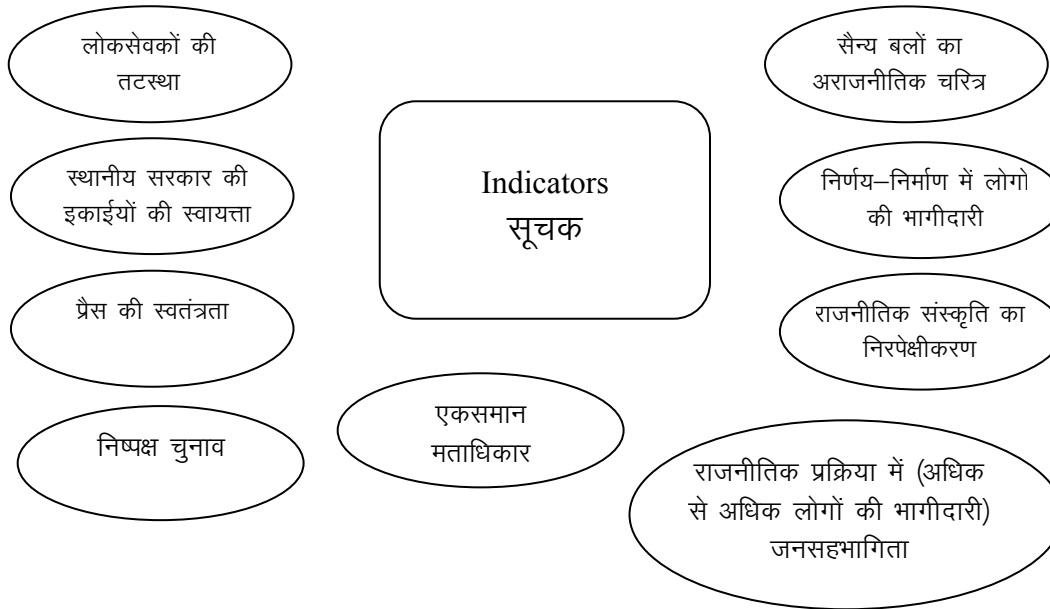 लोकसेवकों की
तटस्था
सैन्य बलों का
अराजनीतिक चरित्र
Indicators
सूचक
स्थानीय सरकार की
इकाईयों की स्वायत्ता
निर्णय–निर्माण में लोगों
की भागीदारी
प्रैस की स्वतंत्रता
राजनीतिक संस्कृति का
निरपेक्षीकरण
एकसमान
मताधिकार
निष्पक्ष चुनाव
राजनीतिक प्रक्रिया में (अधिक
से अधिक लोगों की भागीदारी)
जनसहभागिता